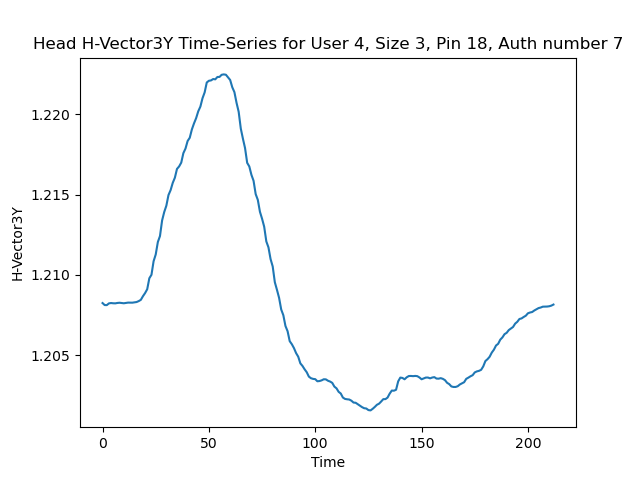 Head H-Vector3Y Time-Series for User 4, Size 3, Pin 18, Auth number 7
H-Vector3Y
1.220
1.215
1.210
1.205
0 50 100 150 200
Time